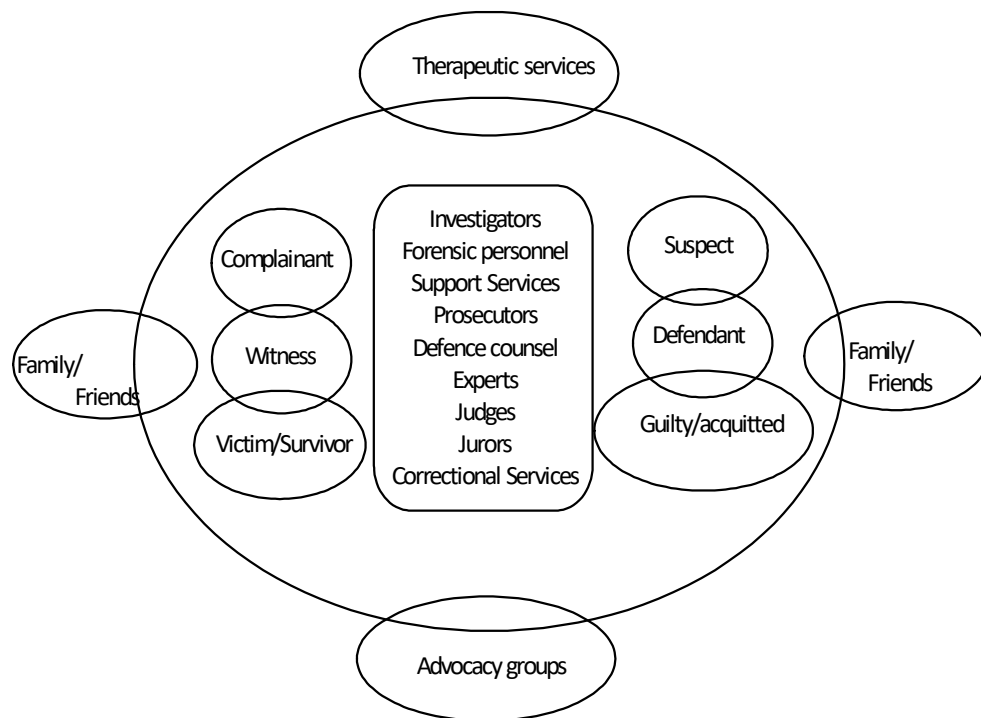 Therapeutic services
Complainant
Witness
Victim/Survivor
Family/
Friends
Investigators
Forensic personnel
Support Services
Prosecutors
Defence counsel
Experts
Judges
Jurors
Correctional Services
Suspect
Defendant
Guilty/acquitted
Family/
Friends
Advocacy groups